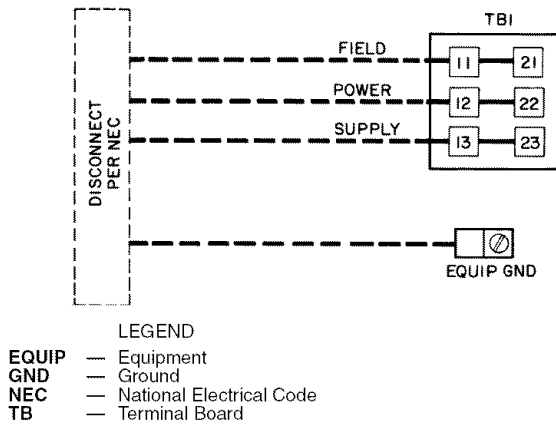 TB1
FIELD
11 21
POWER
12 22
SUPPLY
13 23
DISCONNECT
PER NEC
EQUIP GND
LEGEND
EQUIP — Equipment
GND — Ground
NEC — National Electrical Code
TB — Terminal Board